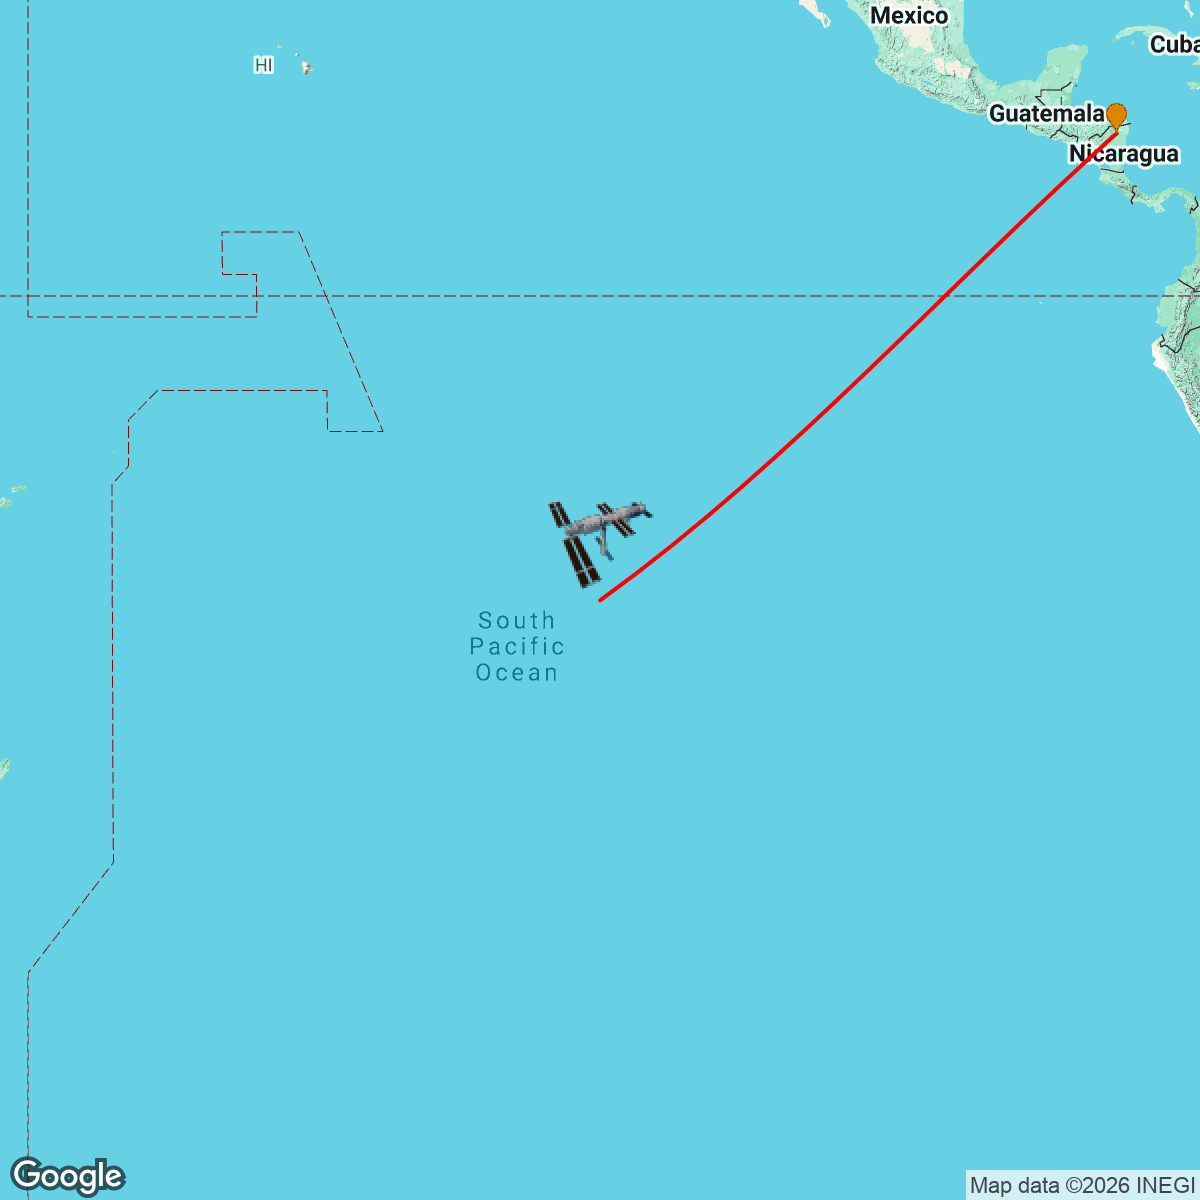 Mexico
Cuba
HI
Guatemala
Nicaragua
South
Pacific
Ocean
Google
Map data ©2026 INEGI